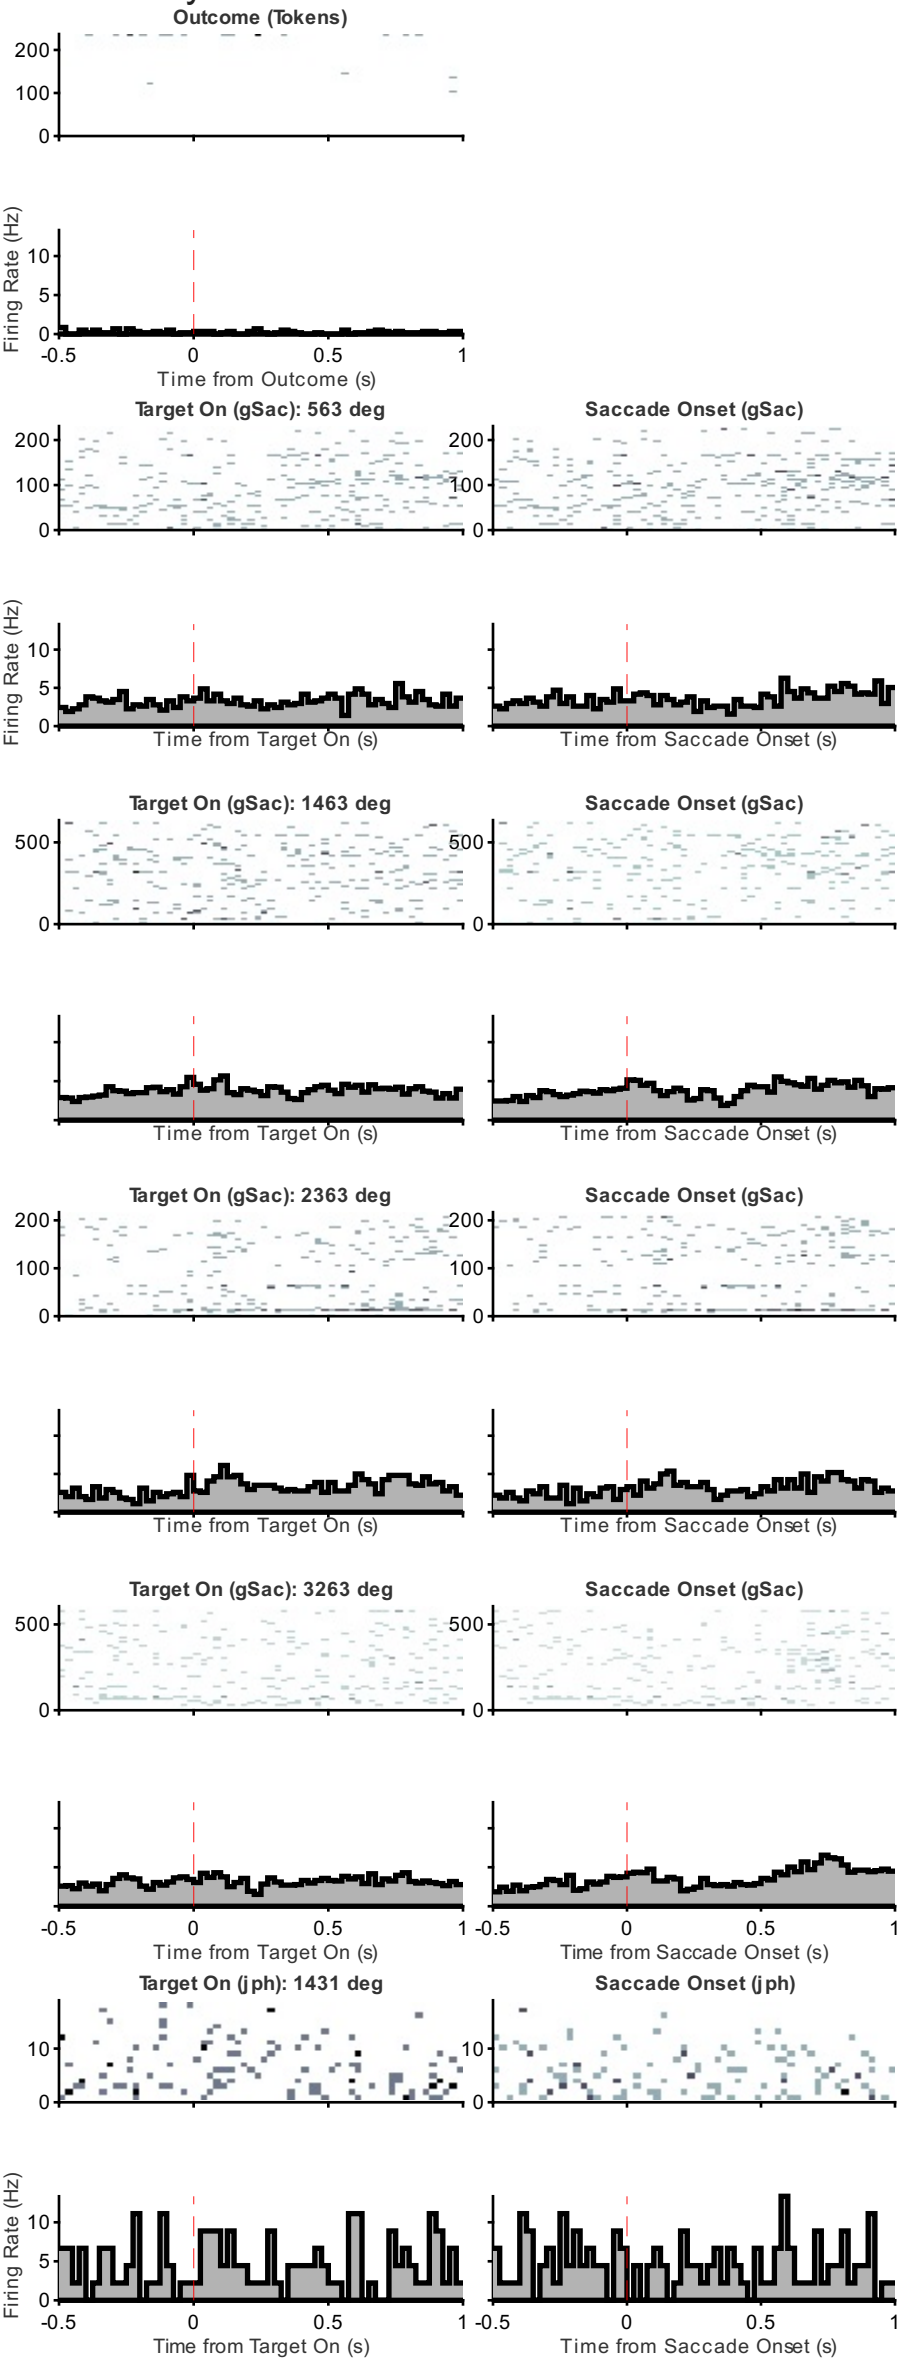 Outcome (Tokens)
200
100
0
Firing Rate (Hz)
10
5
0
-0.5 0 0.5 1
Time from Outcome (s)
Target On (gSac): 563 deg Saccade Onset (gSac)
200 200
100 100
0 0
Firing Rate (Hz)
10
5
0
Time from Target On (s) Time from Saccade Onset (s)
Target On (gSac): 1463 deg Saccade Onset (gSac)
500 500
0 0
Time from Target On (s) Time from Saccade Onset (s)
Target On (gSac): 2363 deg Saccade Onset (gSac)
200 200
100 100
0 0
Time from Target On (s) Time from Saccade Onset (s)
Target On (gSac): 3263 deg Saccade Onset (gSac)
500 500
0 0
-0.5 0 0.5 1 -0.5 0 0.5 1
Time from Target On (s) Time from Saccade Onset (s)
Target On (jph): 1431 deg Saccade Onset (jph)
10 10
0 0
Firing Rate (Hz)
10
5
0
-0.5 0 0.5 1 -0.5 0 0.5 1
Time from Target On (s) Time from Saccade Onset (s)